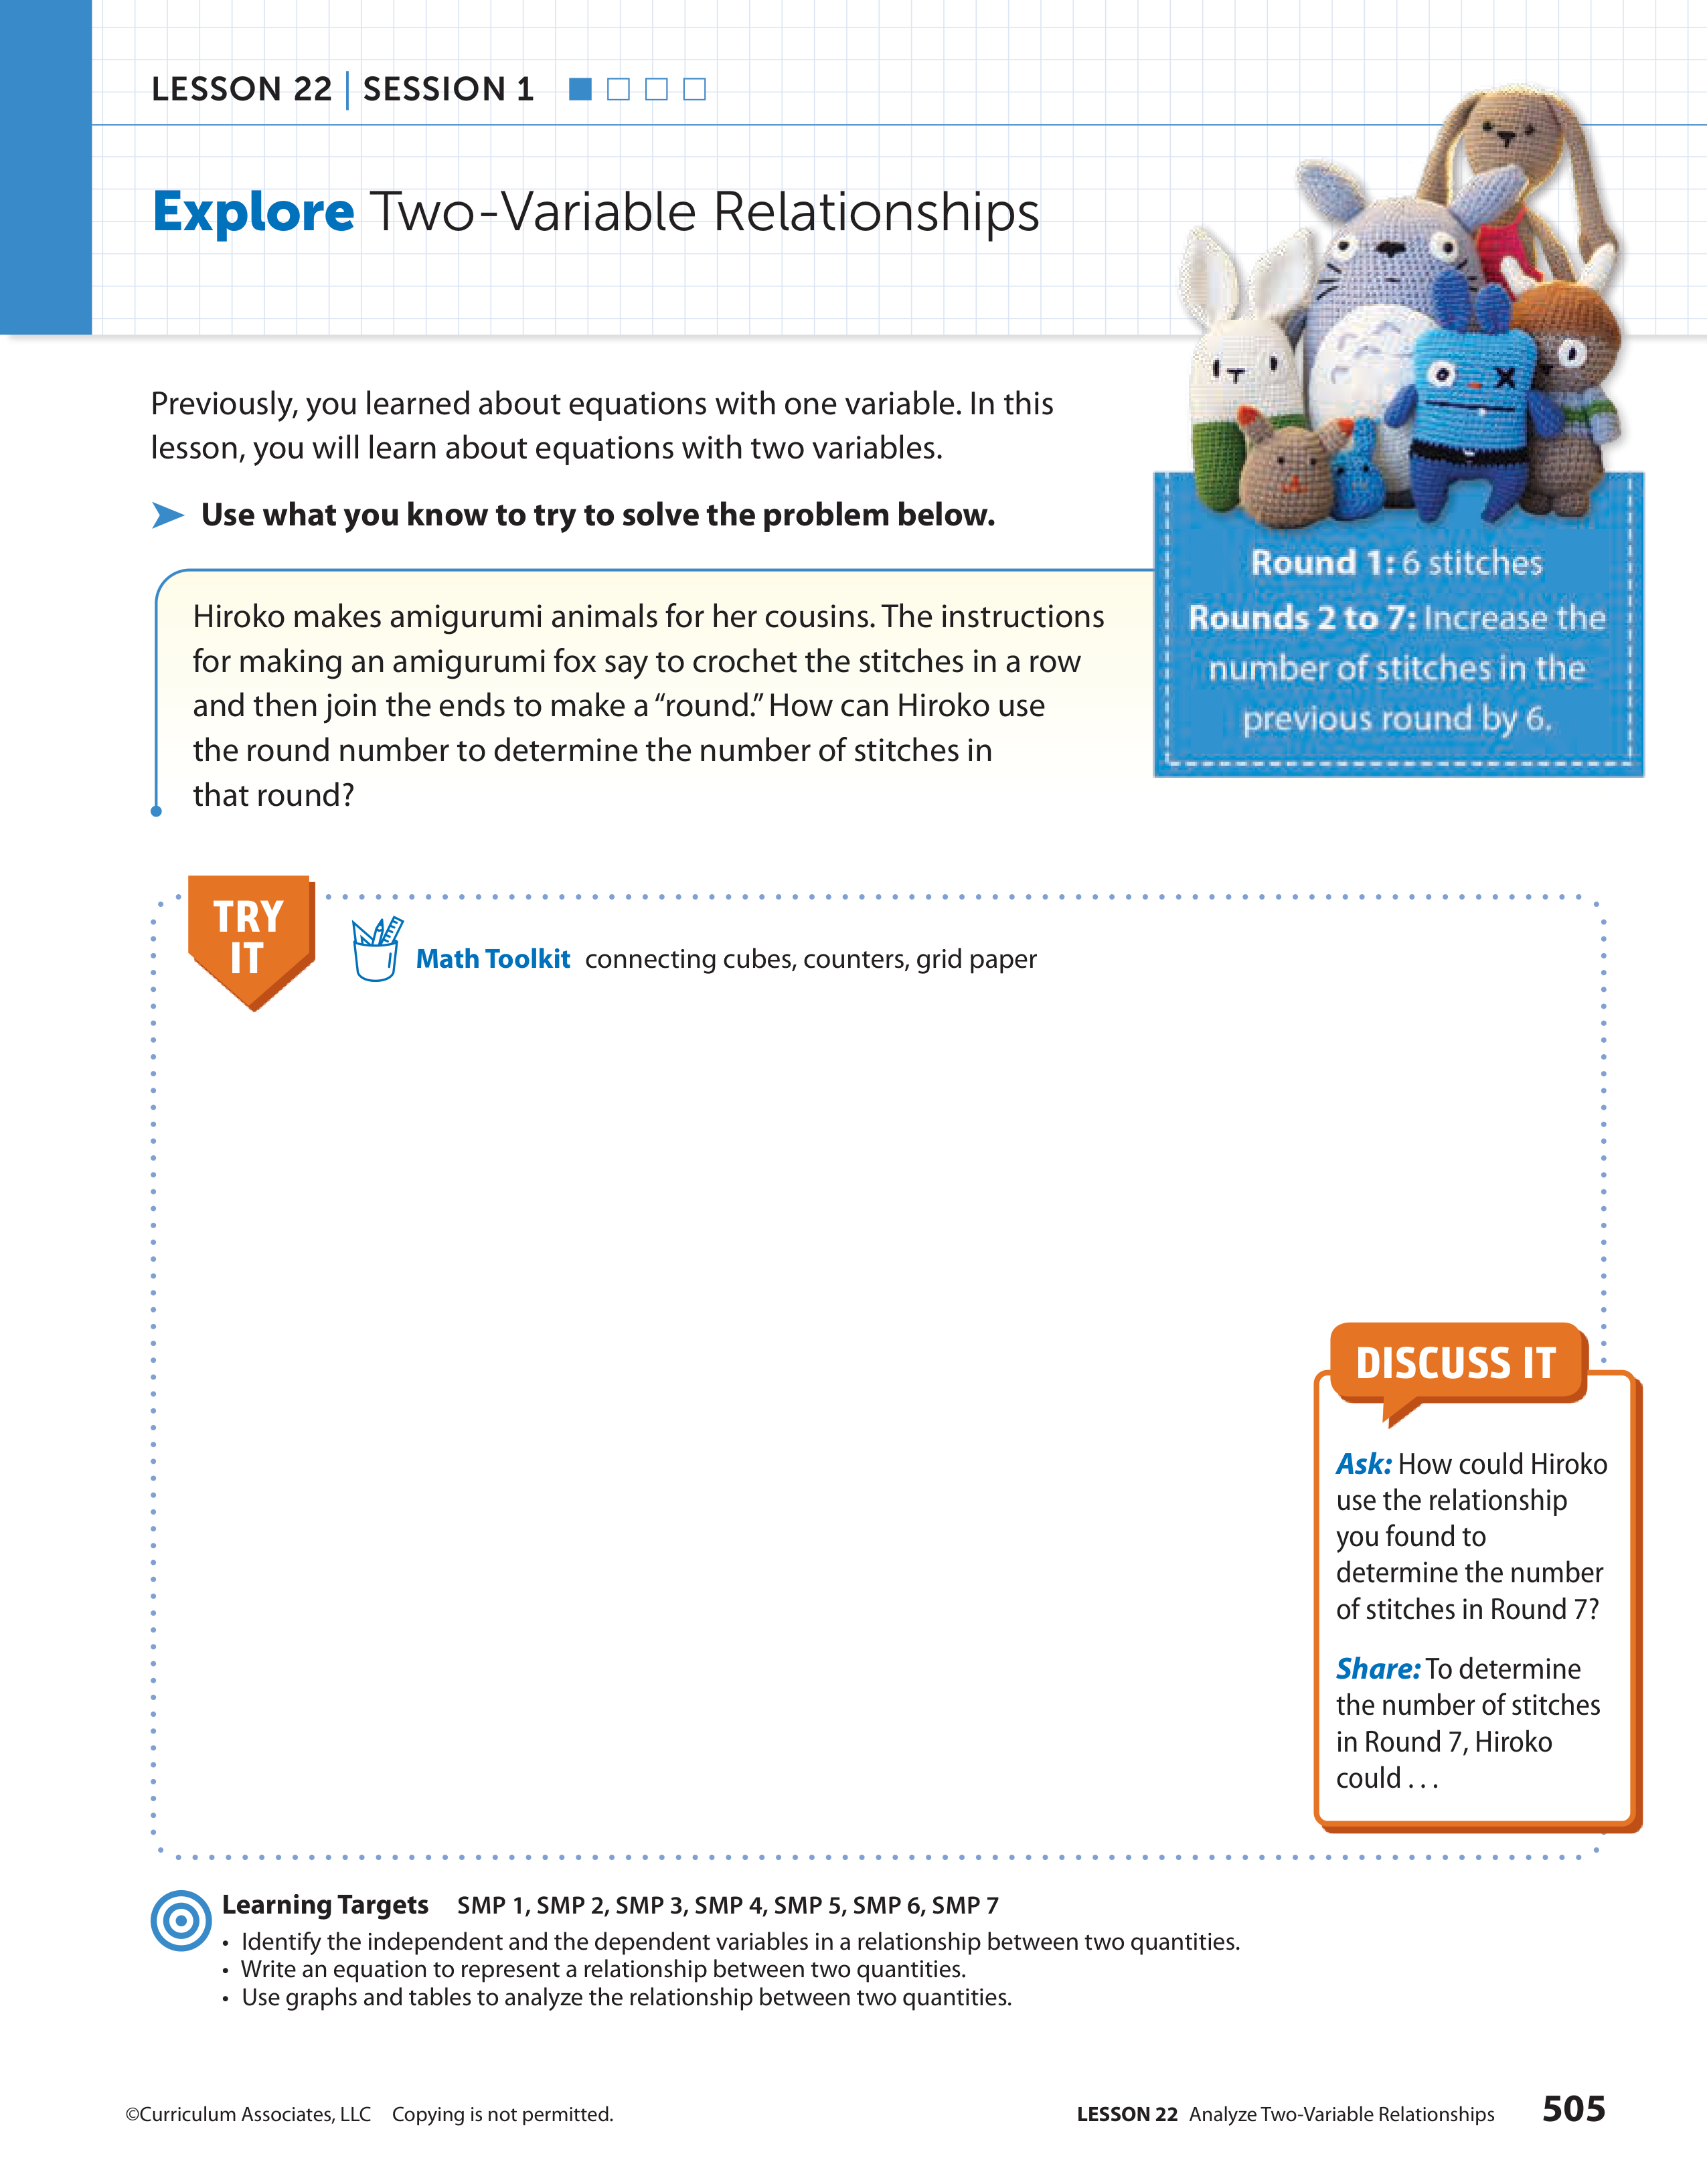 LESSON 22 | SESSION 1
Explore Two-Variable Relationships
Previously, you learned about equations with one variable. In this
lesson, you will learn about equations with two variables.
Use what you know to try to solve the problem below.
Hiroko makes amigurumi animals for her cousins. The instructions
for making an amigurumi fox say to crochet the stitches in a row
and then join the ends to make a “round.” How can Hiroko use
the round number to determine the number of stitches in
that round?
Round 1: 6 stitches
Rounds 2 to 7: Increase the
number of stitches in the
previous round by 6.
TRY
IT
Math Toolkit connecting cubes, counters, grid paper
DISCUSS IT
Ask: How could Hiroko
use the relationship
you found to
determine the number
of stitches in Round 7?
Share: To determine
the number of stitches
in Round 7, Hiroko
could . . .
Learning Targets SMP 1, SMP 2, SMP 3, SMP 4, SMP 5, SMP 6, SMP 7
• Identify the independent and the dependent variables in a relationship between two quantities.
• Write an equation to represent a relationship between two quantities.
• Use graphs and tables to analyze the relationship between two quantities.
©Curriculum Associates, LLC Copying is not permitted.
LESSON 22 Analyze Two-Variable Relationships 505